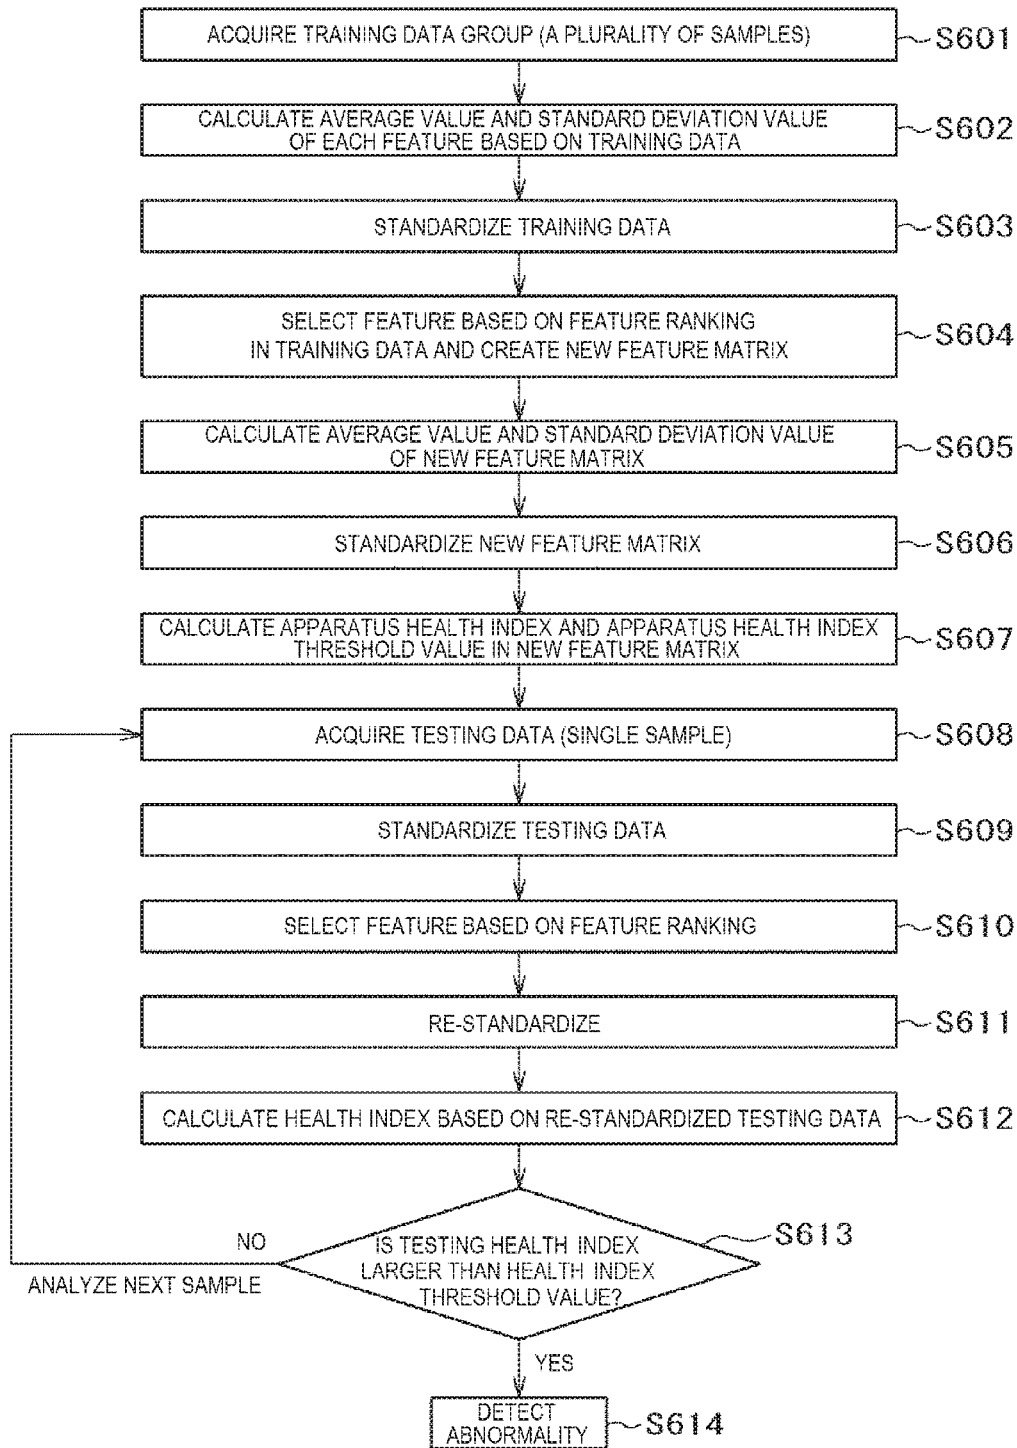 ACQUIRE TRAINING DATA GROUP (A PLURALITY OF SAMPLES)
S601
CALCULATE AVERAGE VALUE AND STANDARD DEVIATION VALUE
OF EACH FEATURE BASED ON TRAINING DATA
S602
STANDARDIZE TRAINING DATA
S603
SELECT FEATURE BASED ON FEATURE RANKING
IN TRAINING DATA AND CREATE NEW FEATURE MATRIX
S604
CALCULATE AVERAGE VALUE AND STANDARD DEVIATION VALUE
OF NEW FEATURE MATRIX
S605
STANDARDIZE NEW FEATURE MATRIX
S606
CALCULATE APPARATUS HEALTH INDEX AND APPARATUS HEALTH INDEX
THRESHOLD VALUE IN NEW FEATURE MATRIX
S607
ACQUIRE TESTING DATA (SINGLE SAMPLE)
S608
STANDARDIZE TESTING DATA
S609
SELECT FEATURE BASED ON FEATURE RANKING
S610
RE-STANDARDIZE
S611
CALCULATE HEALTH INDEX BASED ON RE-STANDARDIZED TESTING DATA
S612
IS TESTING HEALTH INDEX
LARGER THAN HEALTH INDEX
THRESHOLD VALUE?
S613
NO
ANALYZE NEXT SAMPLE
YES
DETECT
ABNORMALITY
S614